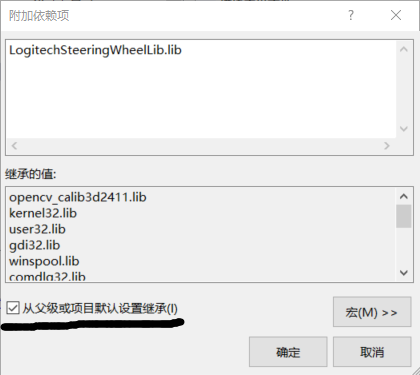 附加依赖项
?
LogitechSteeringWheelLib.lib
继承的值:
opencv_calib3d2411.lib
kernel32.lib
user32.lib
gdi32.lib
winspool.lib
comdlg32.lib
从父级或项目默认设置继承(I)
宏(M) >>
确定
取消